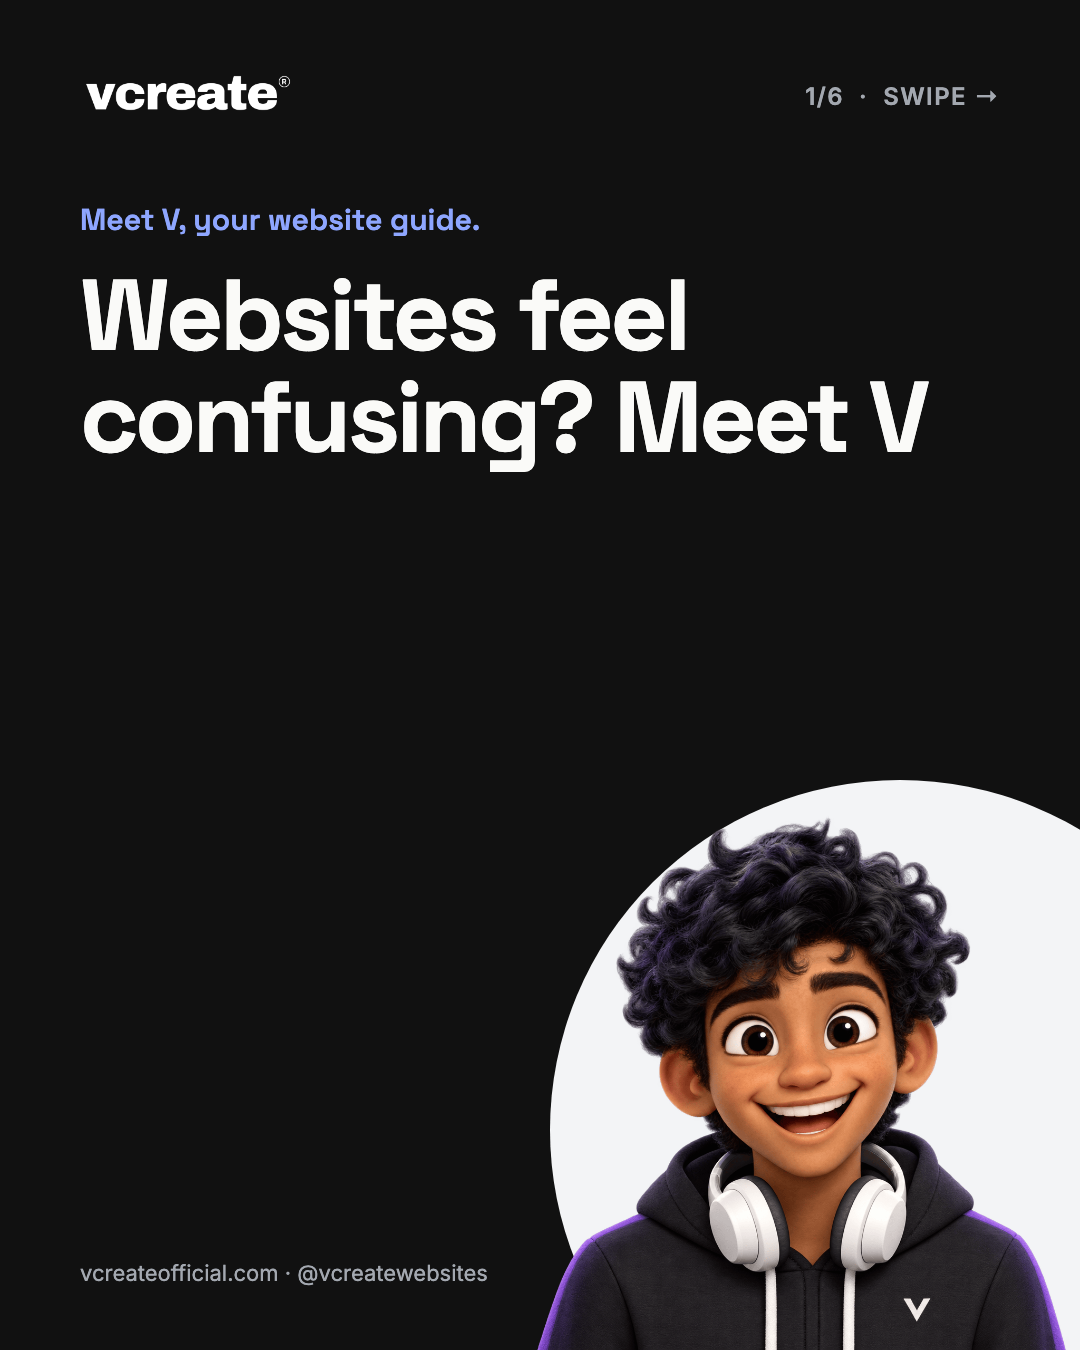 vcreate®
1/6 · SWIPE →
Meet V, your website guide.
Websites feel
confusing? Meet V
vcreateofficial.com · @vcreatewebsites
V